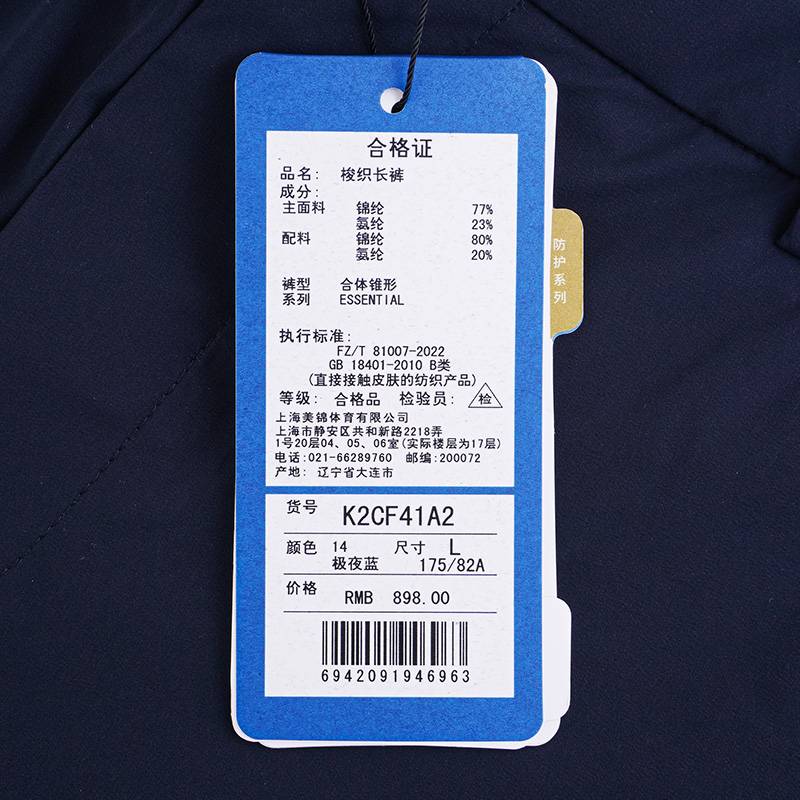 合格证
品名: 梭织长裤
成分:
主面料 锦纶 77%
氨纶 23%
配料 锦纶 80%
氨纶 20%
裤型 合体锥形
系列 ESSENTIAL
执行标准:
FZ/T 81007-2022
GB 18401-2010 B类
(直接接触皮肤的纺织产品)
等级: 合格品 检验员: 检
上海美锦体育有限公司
上海市静安区共和新路2218弄
1号20层04、05、06室(实际楼层为17层)
电话:021-66289760 邮编:200072
产地: 辽宁省大连市
货号 K2CF41A2
颜色 14 尺寸 L
极夜蓝 175/82A
价格 RMB 898.00
6942091946963
防护系列